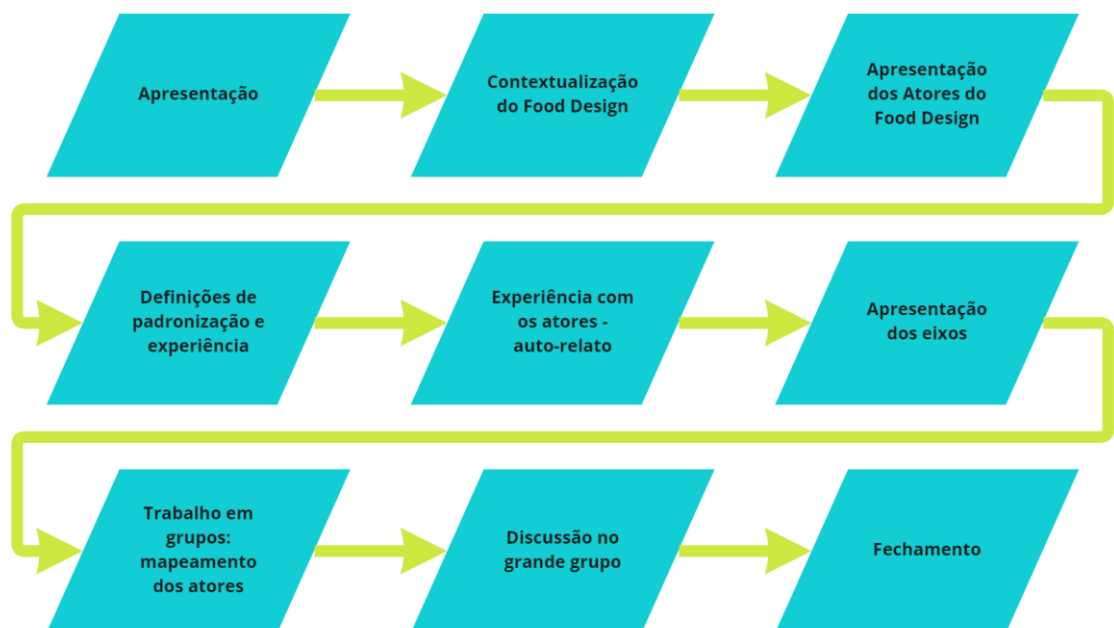 Apresentação
Contextualização
do Food Design
Apresentação
dos Atores do
Food Design
Definições de
padronização e
experiência
Experiência com
os atores -
auto-relato
Apresentação
dos eixos
Trabalho em
grupos:
mapeamento
dos atores
Discussão no
grande grupo
Fechamento